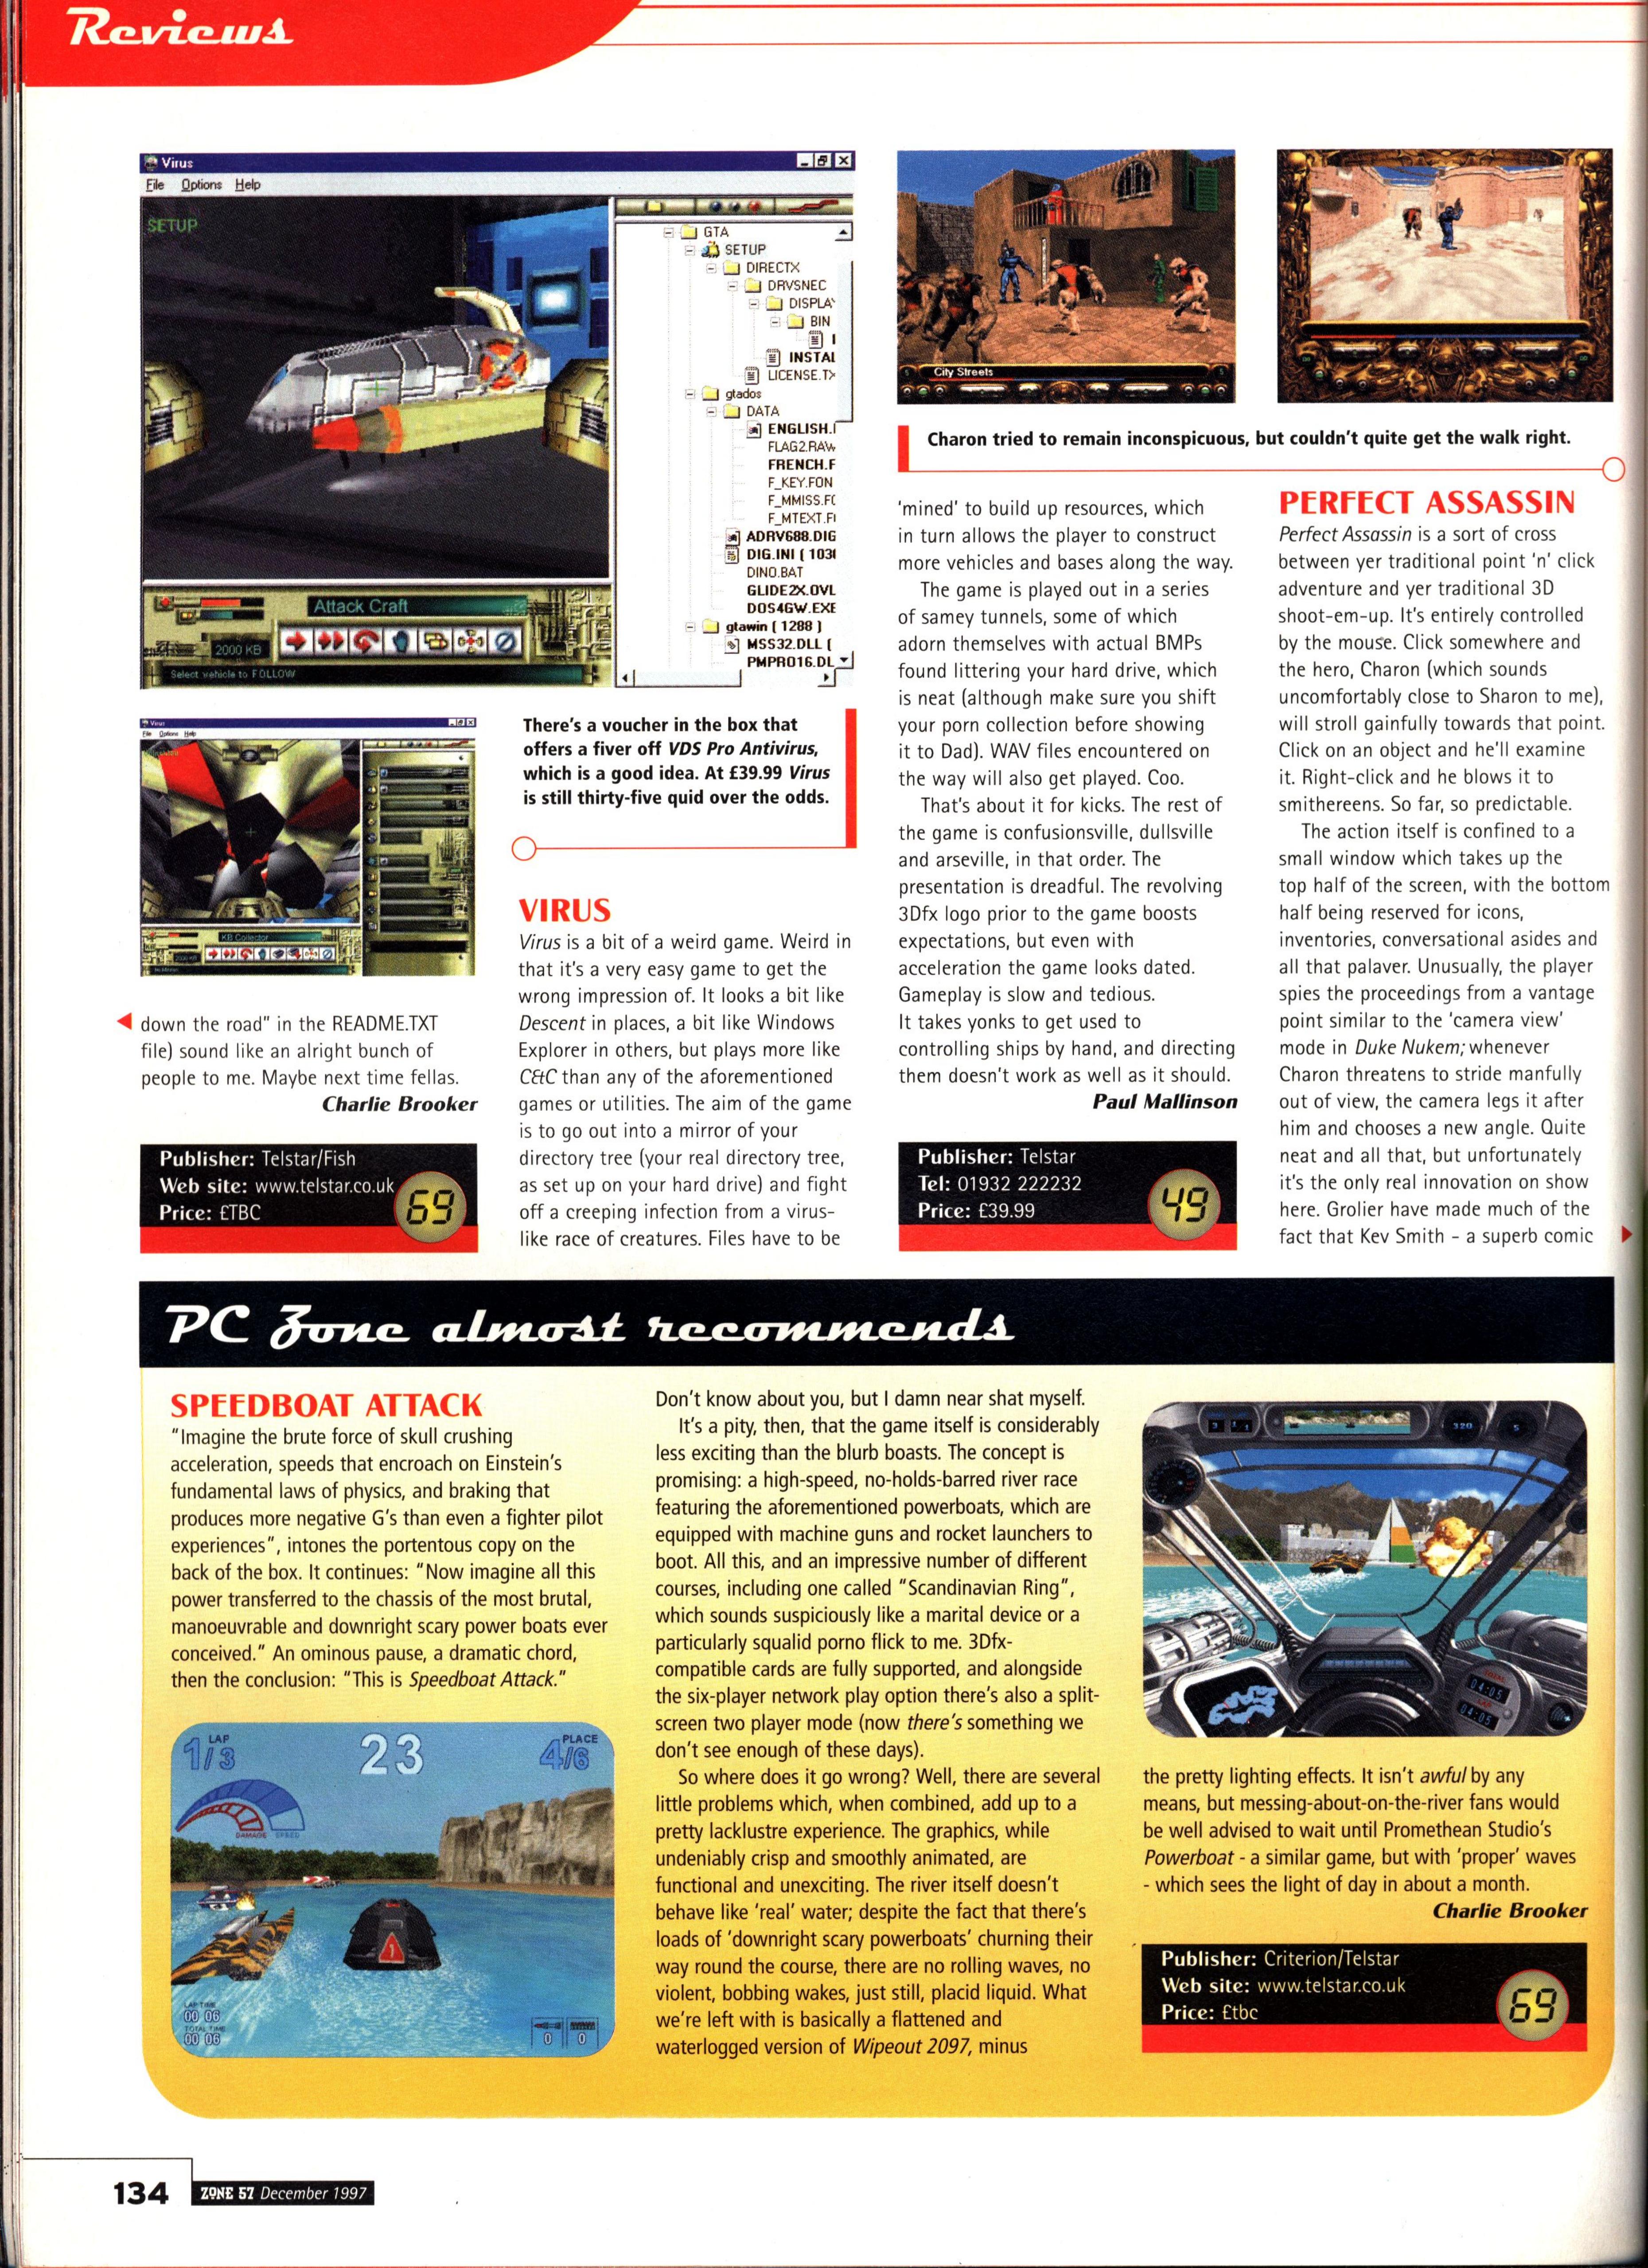 Reviews
Virus
File Options Help
SETUP
GTA
SETUP
DIRECTX
DRVSNEC
DISPLA
BIN
INSTAL
LICENSE.TX
gtados
DATA
ENGLISH.
FLAG2.RAW
FRENCH.F
F_KEY.FON
F_MMISS.FO
F_MTEXT.F
ADRV688.DIG
DIG.INI ( 103
DINO.BAT
GLIDE2X.OVL
DOS4GW.EXE
gtawin ( 1288 )
MSS32.DLL (
PMPRO16.DL
Attack Craft
2000 KB
Select vehicle to FOLLOW
Virus
File Options Help
KB Collector
There's a voucher in the box that
offers a fiver off VDS Pro Antivirus,
which is a good idea. At £39.99 Virus
is still thirty-five quid over the odds.
City Streets
Charon tried to remain inconspicuous, but couldn't quite get the walk right.
down the road" in the README.TXT
file) sound like an alright bunch of
people to me. Maybe next time fellas.
Charlie Brooker
Publisher: Telstar/Fish
Web site: www.telstar.co.uk
Price: £TBC
69
VIRUS
Virus is a bit of a weird game. Weird in
that it's a very easy game to get the
wrong impression of. It looks a bit like
Descent in places, a bit like Windows
Explorer in others, but plays more like
C&C than any of the aforementioned
games or utilities. The aim of the game
is to go out into a mirror of your
directory tree (your real directory tree,
as set up on your hard drive) and fight
off a creeping infection from a virus-
like race of creatures. Files have to be
'mined' to build up resources, which
in turn allows the player to construct
more vehicles and bases along the way.
The game is played out in a series
of samey tunnels, some of which
adorn themselves with actual BMPs
found littering your hard drive, which
is neat (although make sure you shift
your porn collection before showing
it to Dad). WAV files encountered on
the way will also get played. Coo.
That's about it for kicks. The rest of
the game is confusionsville, dullsville
and arseville, in that order. The
presentation is dreadful. The revolving
3Dfx logo prior to the game boosts
expectations, but even with
acceleration the game looks dated.
Gameplay is slow and tedious.
It takes yonks to get used to
controlling ships by hand, and directing
them doesn't work as well as it should.
Paul Mallinson
Publisher: Telstar
Tel: 01932 222232
Price: £39.99
49
PERFECT ASSASSIN
Perfect Assassin is a sort of cross
between yer traditional point 'n' click
adventure and yer traditional 3D
shoot-em-up. It's entirely controlled
by the mouse. Click somewhere and
the hero, Charon (which sounds
uncomfortably close to Sharon to me),
will stroll gainfully towards that point.
Click on an object and he'll examine
it. Right-click and he blows it to
smithereens. So far, so predictable.
The action itself is confined to a
small window which takes up the
top half of the screen, with the bottom
half being reserved for icons,
inventories, conversational asides and
all that palaver. Unusually, the player
spies the proceedings from a vantage
point similar to the 'camera view'
mode in Duke Nukem; whenever
Charon threatens to stride manfully
out of view, the camera legs it after
him and chooses a new angle. Quite
neat and all that, but unfortunately
it's the only real innovation on show
here. Grolier have made much of the
fact that Kev Smith - a superb comic
PC Zone almost recommends
SPEEDBOAT ATTACK
"Imagine the brute force of skull crushing
acceleration, speeds that encroach on Einstein's
fundamental laws of physics, and braking that
produces more negative G's than even a fighter pilot
experiences", intones the portentous copy on the
back of the box. It continues: "Now imagine all this
power transferred to the chassis of the most brutal,
manoeuvrable and downright scary power boats ever
conceived." An ominous pause, a dramatic chord,
then the conclusion: "This is Speedboat Attack."
LAP
1/3
23
PLACE
4/6
DAMAGE SPEED
LAP TIME
00 06
TOTAL TIME
00 06
0 0
Don't know about you, but I damn near shat myself.
It's a pity, then, that the game itself is considerably
less exciting than the blurb boasts. The concept is
promising: a high-speed, no-holds-barred river race
featuring the aforementioned powerboats, which are
equipped with machine guns and rocket launchers to
boot. All this, and an impressive number of different
courses, including one called "Scandinavian Ring",
which sounds suspiciously like a marital device or a
particularly squalid porno flick to me. 3Dfx-
compatible cards are fully supported, and alongside
the six-player network play option there's also a split-
screen two player mode (now there's something we
don't see enough of these days).
So where does it go wrong? Well, there are several
little problems which, when combined, add up to a
pretty lacklustre experience. The graphics, while
undeniably crisp and smoothly animated, are
functional and unexciting. The river itself doesn't
behave like 'real' water; despite the fact that there's
loads of 'downright scary powerboats' churning their
way round the course, there are no rolling waves, no
violent, bobbing wakes, just still, placid liquid. What
we're left with is basically a flattened and
waterlogged version of Wipeout 2097, minus
320
5
04:05
LAP
04:05
the pretty lighting effects. It isn't awful by any
means, but messing-about-on-the-river fans would
be well advised to wait until Promethean Studio's
Powerboat - a similar game, but with 'proper' waves
- which sees the light of day in about a month.
Charlie Brooker
Publisher: Criterion/Telstar
Web site: www.telstar.co.uk
Price: £tbc
69
134
ZONE 57 December 1997